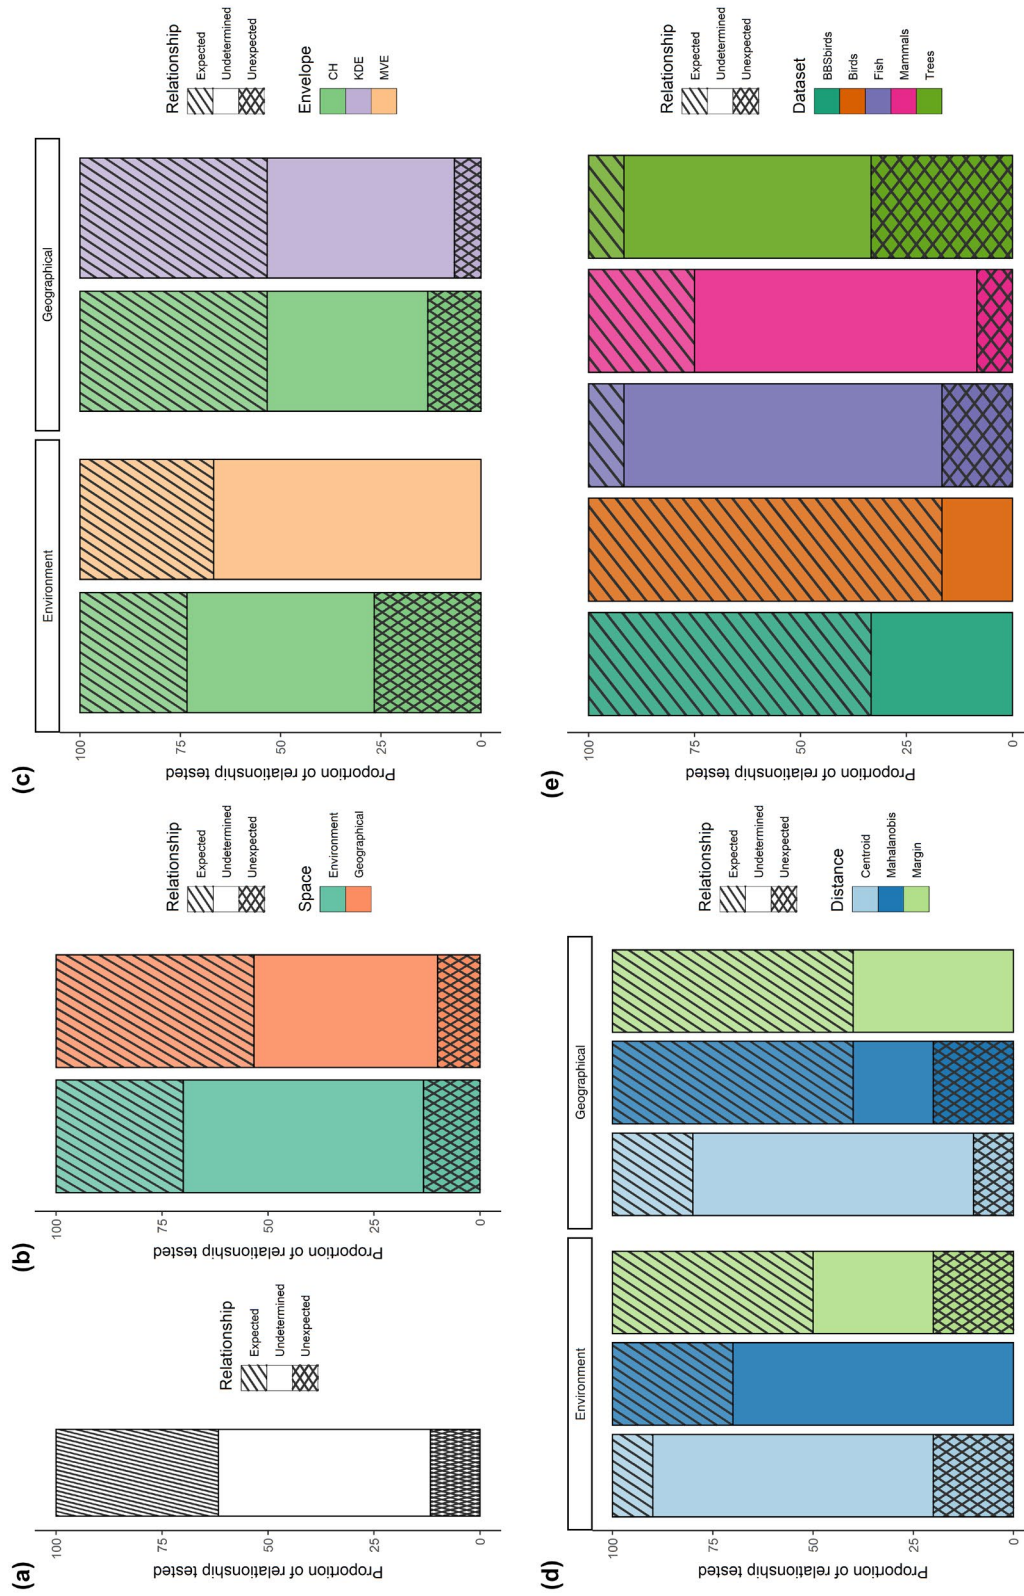 (a)
Proportion of relationship tested
100
75
50
25
0
Relationship
Expected
Undetermined
Unexpected
(b)
Proportion of relationship tested
100
75
50
25
0
Relationship
Expected
Undetermined
Unexpected
Space
Environment
Geographical
(c)
Environment
Geographical
Proportion of relationship tested
100
75
50
25
0
Relationship
Expected
Undetermined
Unexpected
Envelope
CH
KDE
MVE
(d)
Environment
Geographical
Proportion of relationship tested
100
75
50
25
0
Relationship
Expected
Undetermined
Unexpected
Distance
Centroid
Mahalanobis
Margin
(e)
Proportion of relationship tested
100
75
50
25
0
Relationship
Expected
Undetermined
Unexpected
Dataset
BBSbirds
Birds
Fish
Mammals
Trees